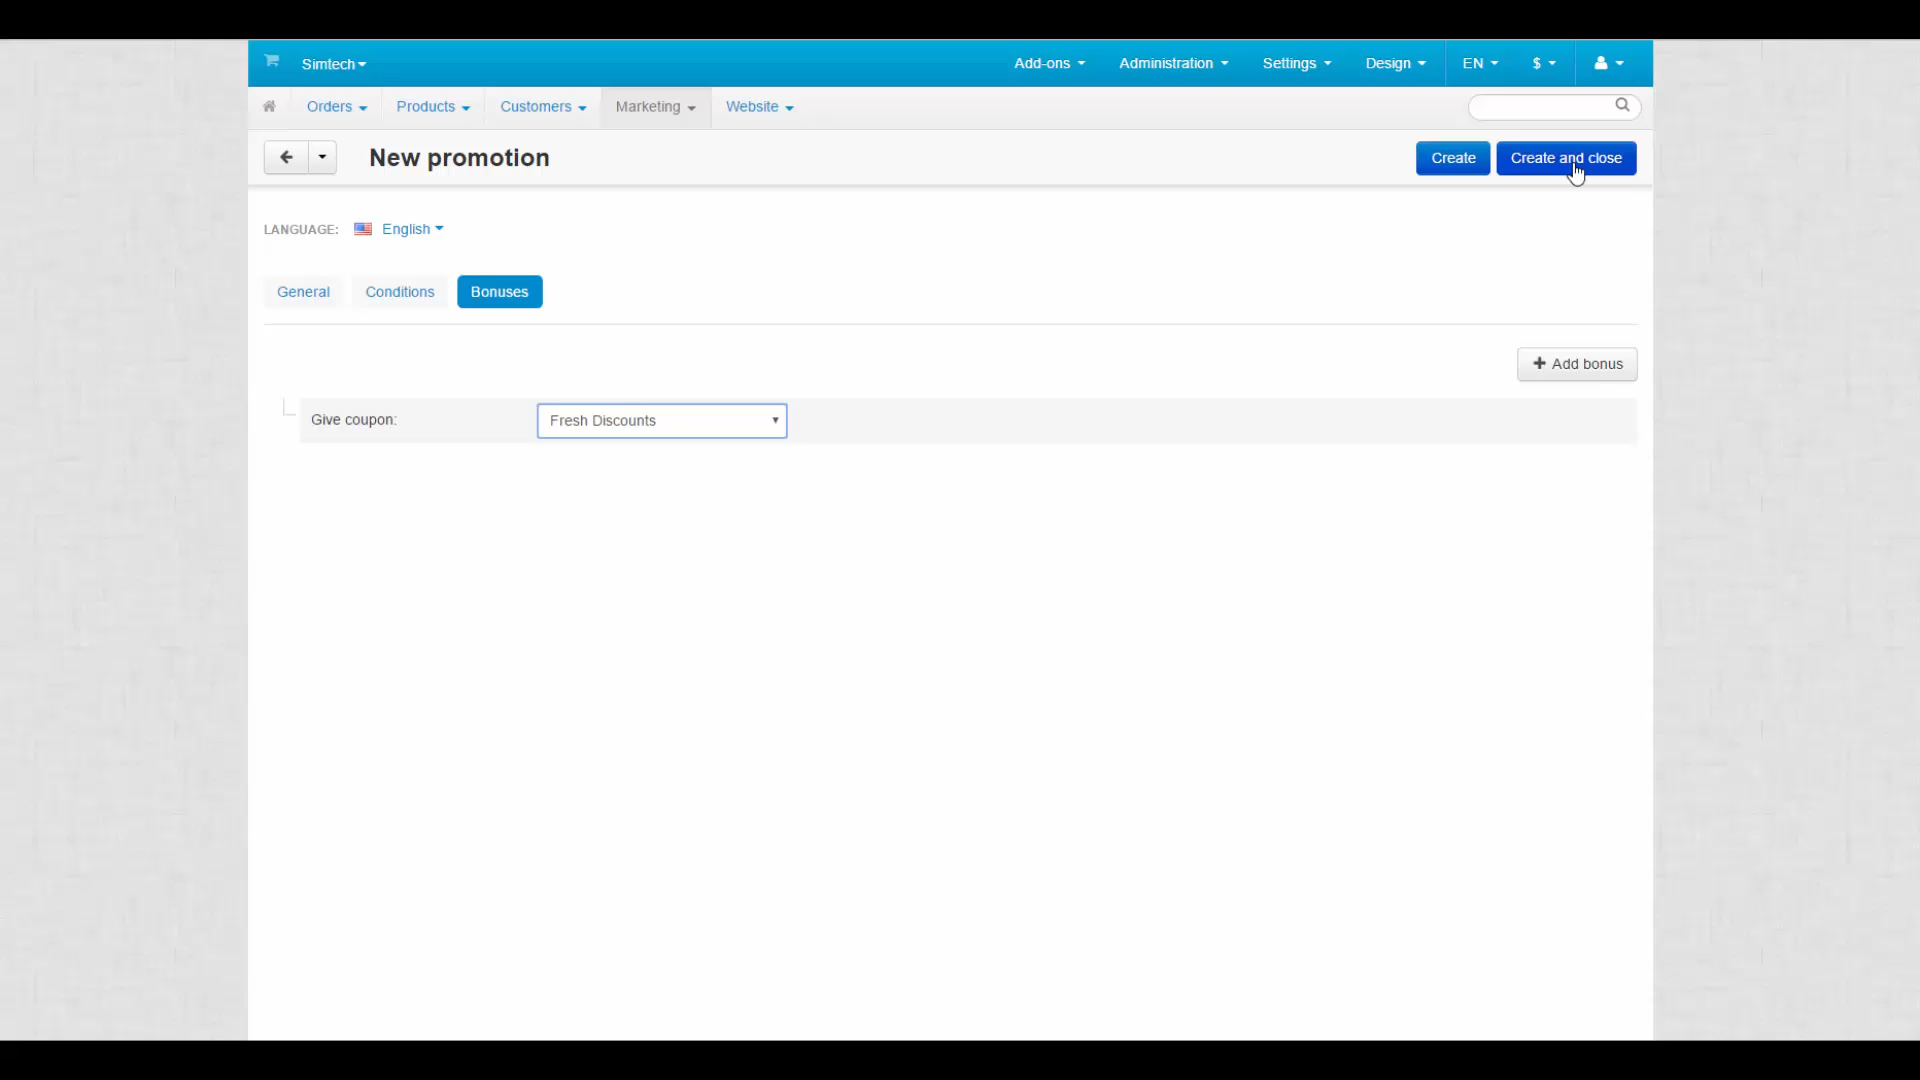 Simtech Add-ons Administration Settings Design EN $
Orders Products Customers Marketing Website
New promotion Create Create and close
LANGUAGE: English
General Conditions Bonuses
+ Add bonus
Give coupon: Fresh Discounts